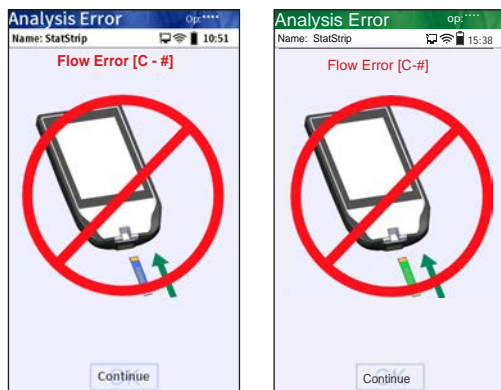 Analysis Error op:****
Name: StatStrip 10:51
Flow Error [C - #]
Continue
Analysis Error op:****
Name: StatStrip 15:38
Flow Error [C-#]
Continue